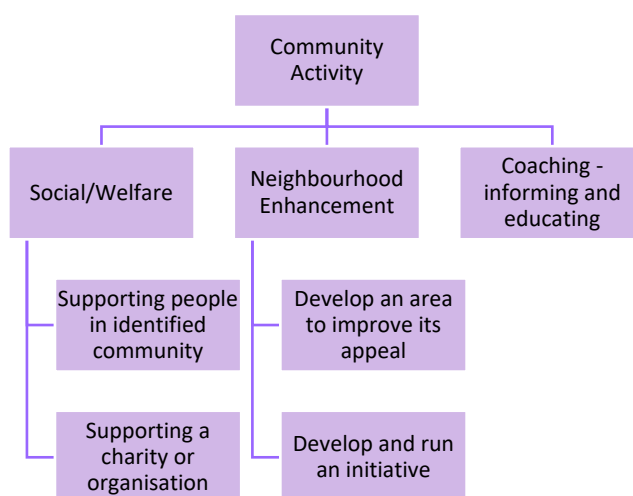 Community
Activity
Social/Welfare
Neighbourhood
Enhancement
Coaching -
informing and
educating
Supporting people
in identified
community
Develop an area
to improve its
appeal
Supporting a
charity or
organisation
Develop and run
an initiative